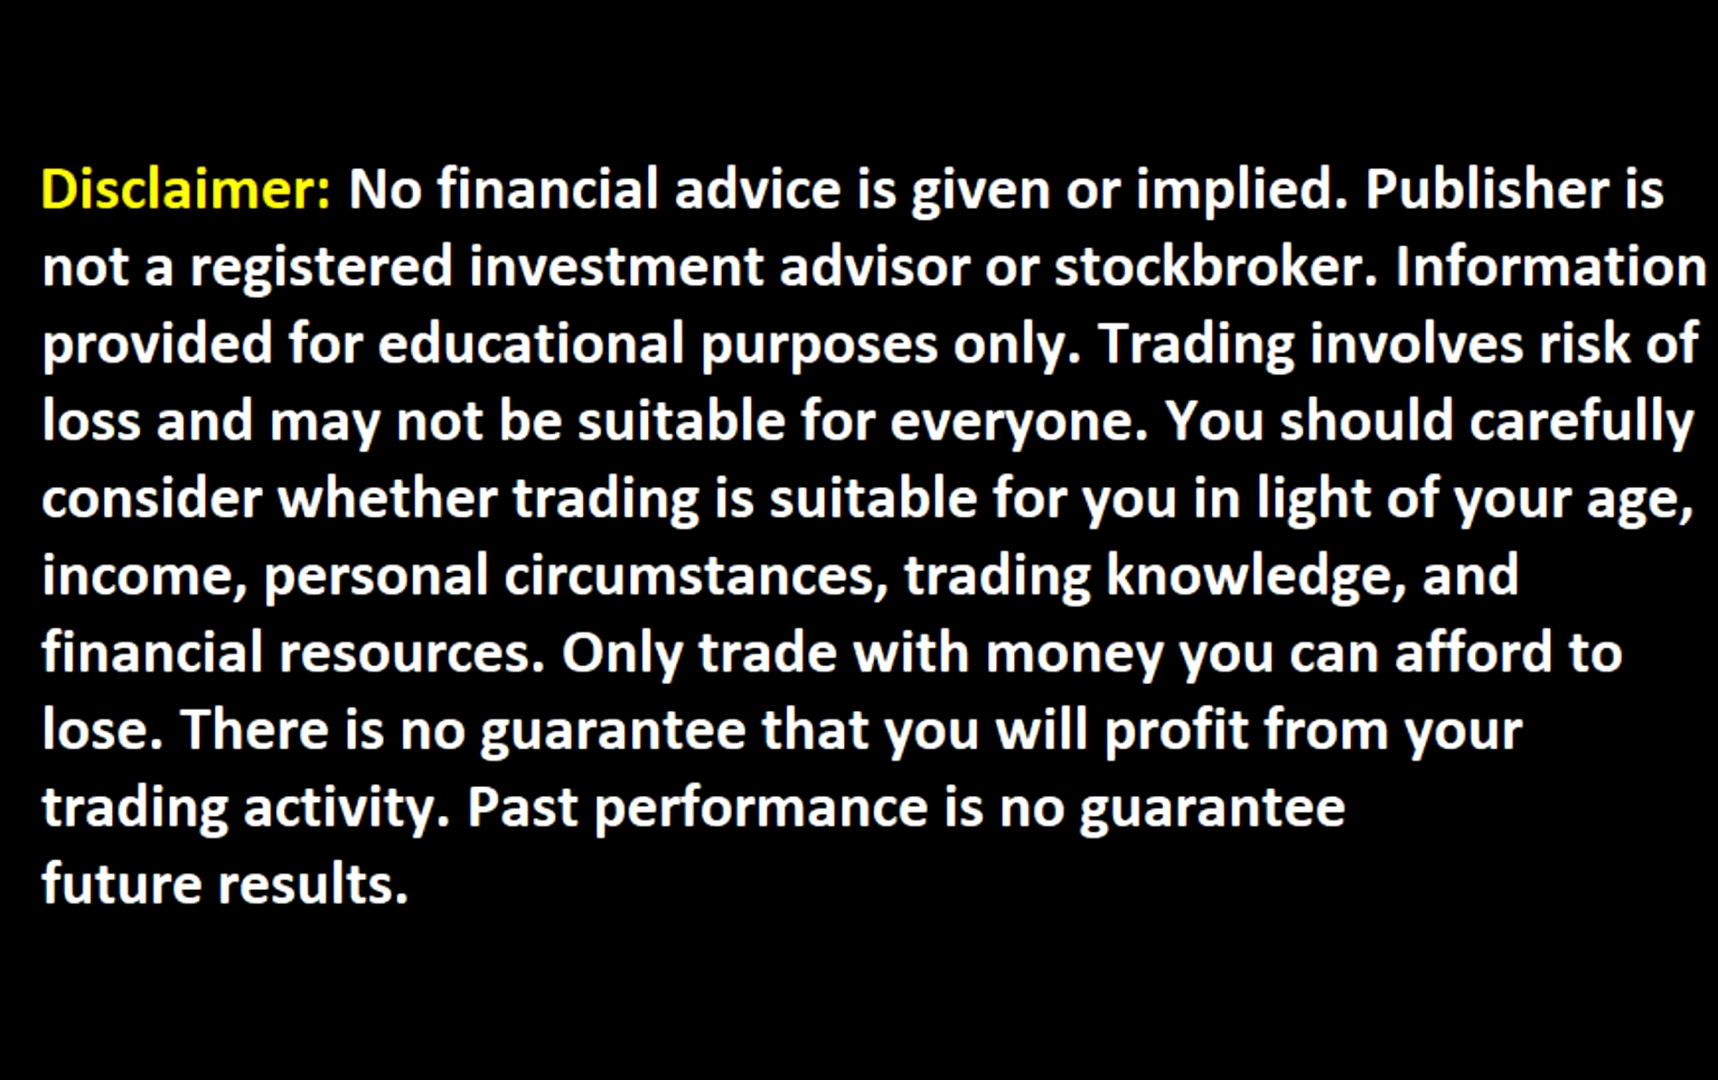 Disclaimer: No financial advice is given or implied. Publisher is
not a registered investment advisor or stockbroker. Information
provided for educational purposes only. Trading involves risk of
loss and may not be suitable for everyone. You should carefully
consider whether trading is suitable for you in light of your age,
income, personal circumstances, trading knowledge, and
financial resources. Only trade with money you can afford to
lose. There is no guarantee that you will profit from your
trading activity. Past performance is no guarantee
future results.